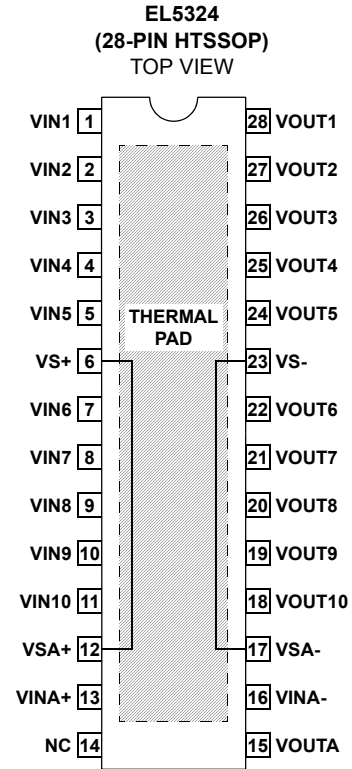 EL5324
(28-PIN HTSSOP)
TOP VIEW
VIN1 1 28 VOUT1
VIN2 2 27 VOUT2
VIN3 3 26 VOUT3
VIN4 4 25 VOUT4
VIN5 5 24 VOUT5
THERMAL
PAD
VS+ 6 23 VS-
VIN6 7 22 VOUT6
VIN7 8 21 VOUT7
VIN8 9 20 VOUT8
VIN9 10 19 VOUT9
VIN10 11 18 VOUT10
VSA+ 12 17 VSA-
VINA+ 13 16 VINA-
NC 14 15 VOUTA